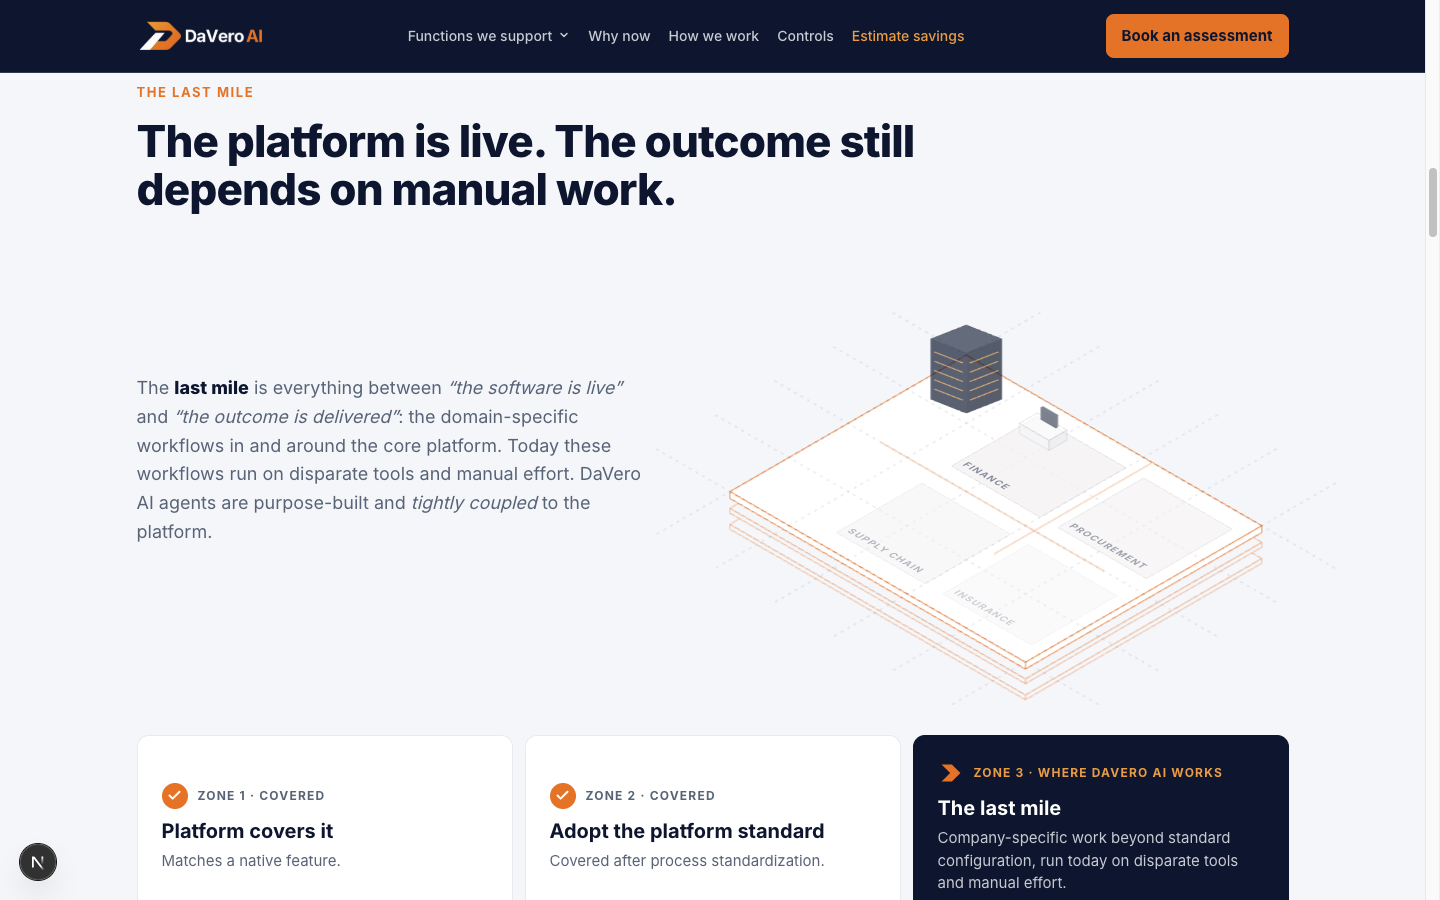 DaVero AI
Functions we support
Why now
How we work
Controls
Estimate savings
Book an assessment
THE LAST MILE
The platform is live. The outcome still
depends on manual work.
The last mile is everything between “the software is live”
and “the outcome is delivered”: the domain-specific
workflows in and around the core platform. Today these
workflows run on disparate tools and manual effort. DaVero
AI agents are purpose-built and tightly coupled to the
platform.
FINANCE
PROCUREMENT
SUPPLY CHAIN
INSURANCE
ZONE 1 · COVERED
Platform covers it
Matches a native feature.
ZONE 2 · COVERED
Adopt the platform standard
Covered after process standardization.
ZONE 3 · WHERE DAVERO AI WORKS
The last mile
Company-specific work beyond standard
configuration, run today on disparate tools
and manual effort.
N